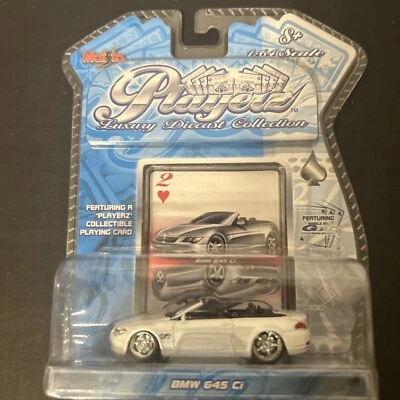 Maisto
8+
1:64 Scale
Playerz
Luxury Diecast Collection
FEATURING A
"PLAYERZ"
COLLECTIBLE
PLAYING CARD
2
BMW 645 Ci
FEATURING
BMW 645 Ci